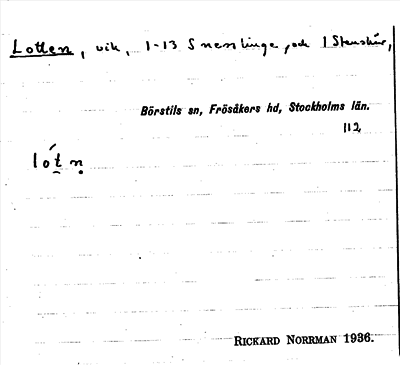 Lotten, vik, 1-13 Snesslinge, och 1 Stenskär,
Börstils sn, Frösåkers hd, Stockholms län.
112
lótn̥
RICKARD NORRMAN 1936.